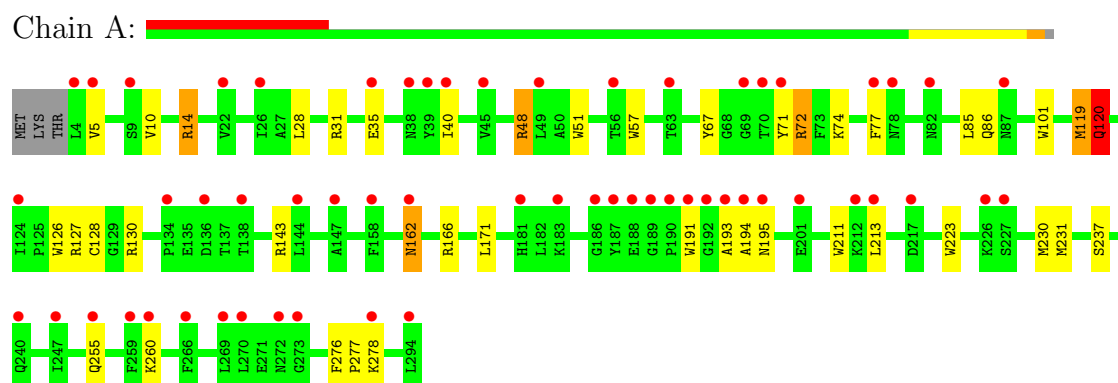 Chain A:
MET LYS THR L4 V5 S9 V10 R14 V22 I26 A27 L28 R31 E35 N38 Y39 I40 V45 R48 L49 A50 W51 T56 W57 T63 Y67 G68 G69 T70 Y71 R72 F73 K74 F77 N78 N82 L85 Q86 N87 W101 M119 Q120
I124 P125 W126 R127 C128 G129 R130 P134 E135 D136 T137 T138 R143 L144 A147 F158 N162 R166 L171 H181 L182 K183 G186 Y187 E188 G189 P190 W191 G192 A193 A194 N195 E201 W211 K212 L213 D217 W223 K226 S227 M230 M231 S237
Q240 I247 Q255 F259 K260 F266 L269 L270 E271 N272 G273 F276 P277 K278 L294